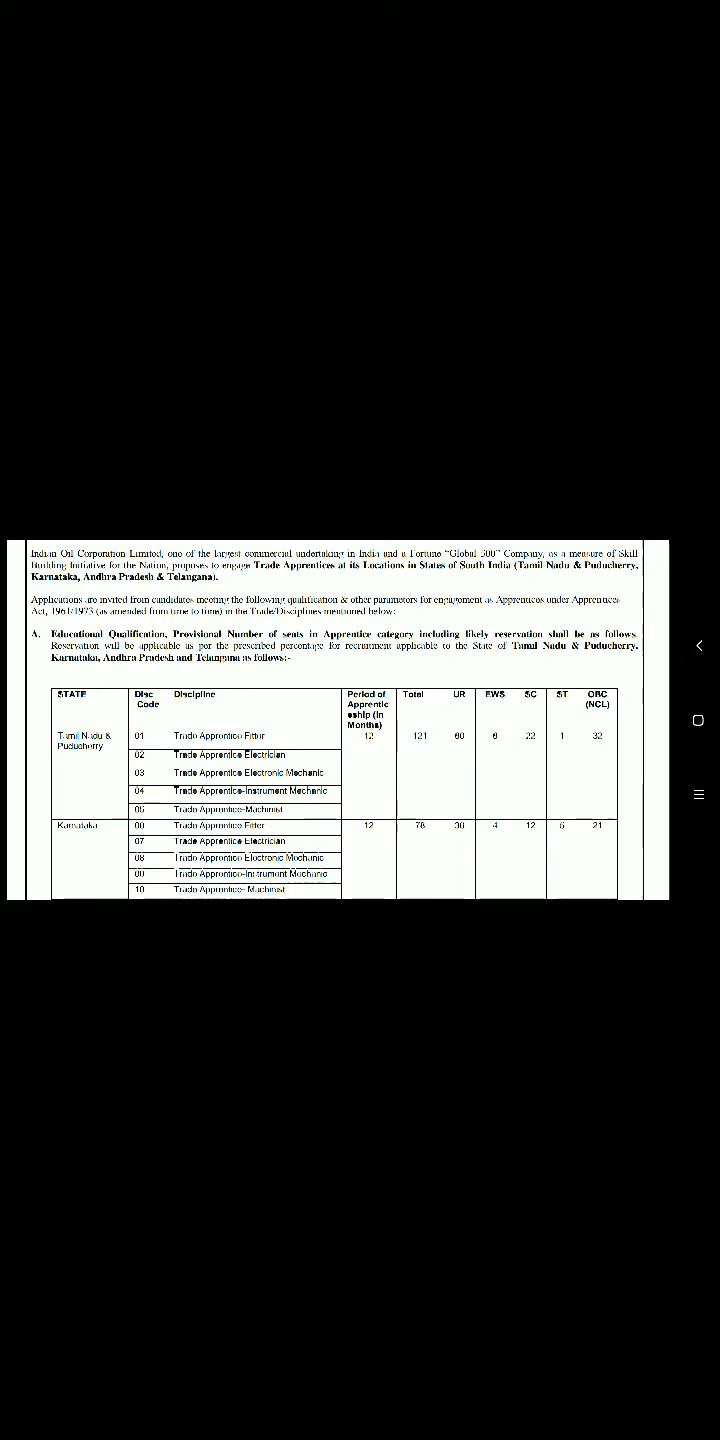 Indian Oil Corporation Limited, one of the largest commercial undertaking in India and a Fortune “Global 500” Company, as a measure of Skill
Building Initiative for the Nation, proposes to engage Trade Apprentices at its Locations in States of South India (Tamil Nadu & Puducherry,
Karnataka, Andhra Pradesh & Telangana).
Applications are invited from candidates meeting the following qualification & other parameters for engagement as Apprentices under Apprentices
Act, 1961/1973 (as amended from time to time) in the Trade/Disciplines mentioned below:
A. Educational Qualification, Provisional Number of seats in Apprentice category including likely reservation shall be as follows.
Reservation will be applicable as per the prescribed percentage for recruitment applicable to the State of Tamil Nadu & Puducherry,
Karnataka, Andhra Pradesh and Telangana as follows:-
STATE Disc Discipline Period of Total UR EWS SC ST OBC
Code Apprentic (NCL)
eship (in
Months)
Tamil Nadu & 01 Trade Apprentice Fitter 12 121 22 1 32
Puducherry
02 Trade Apprentice Electrician
03 Trade Apprentice Electronic Mechanic
04 Trade Apprentice-Instrument Mechanic
05 Trade Apprentice-Machinist
Karnataka Trade Apprentice Fitter 12 78 4 12 21
07 Trade Apprentice Electrician
08 Trade Apprentice Electronic Mechanic
Trade Apprentice-Instrument Mechanic
10 Trade Apprentice- Machinist